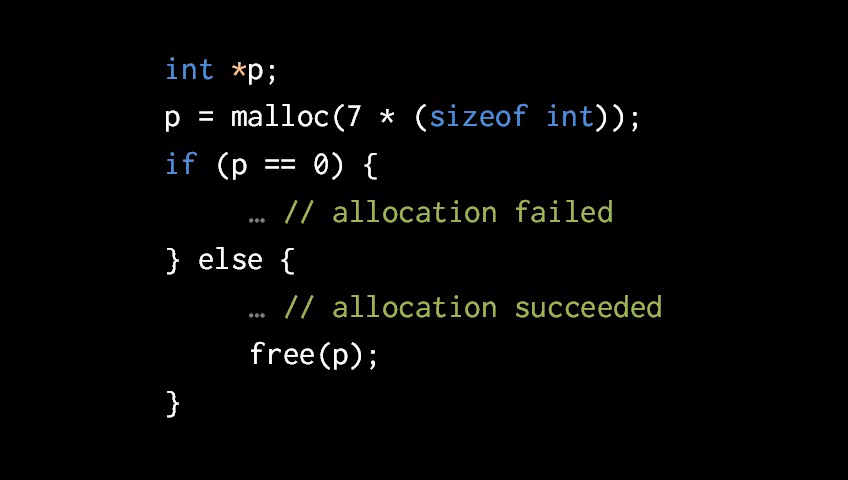 int *p;
p = malloc(7 * (sizeof int));
if (p == 0) {
… // allocation failed
} else {
… // allocation succeeded
free(p);
}